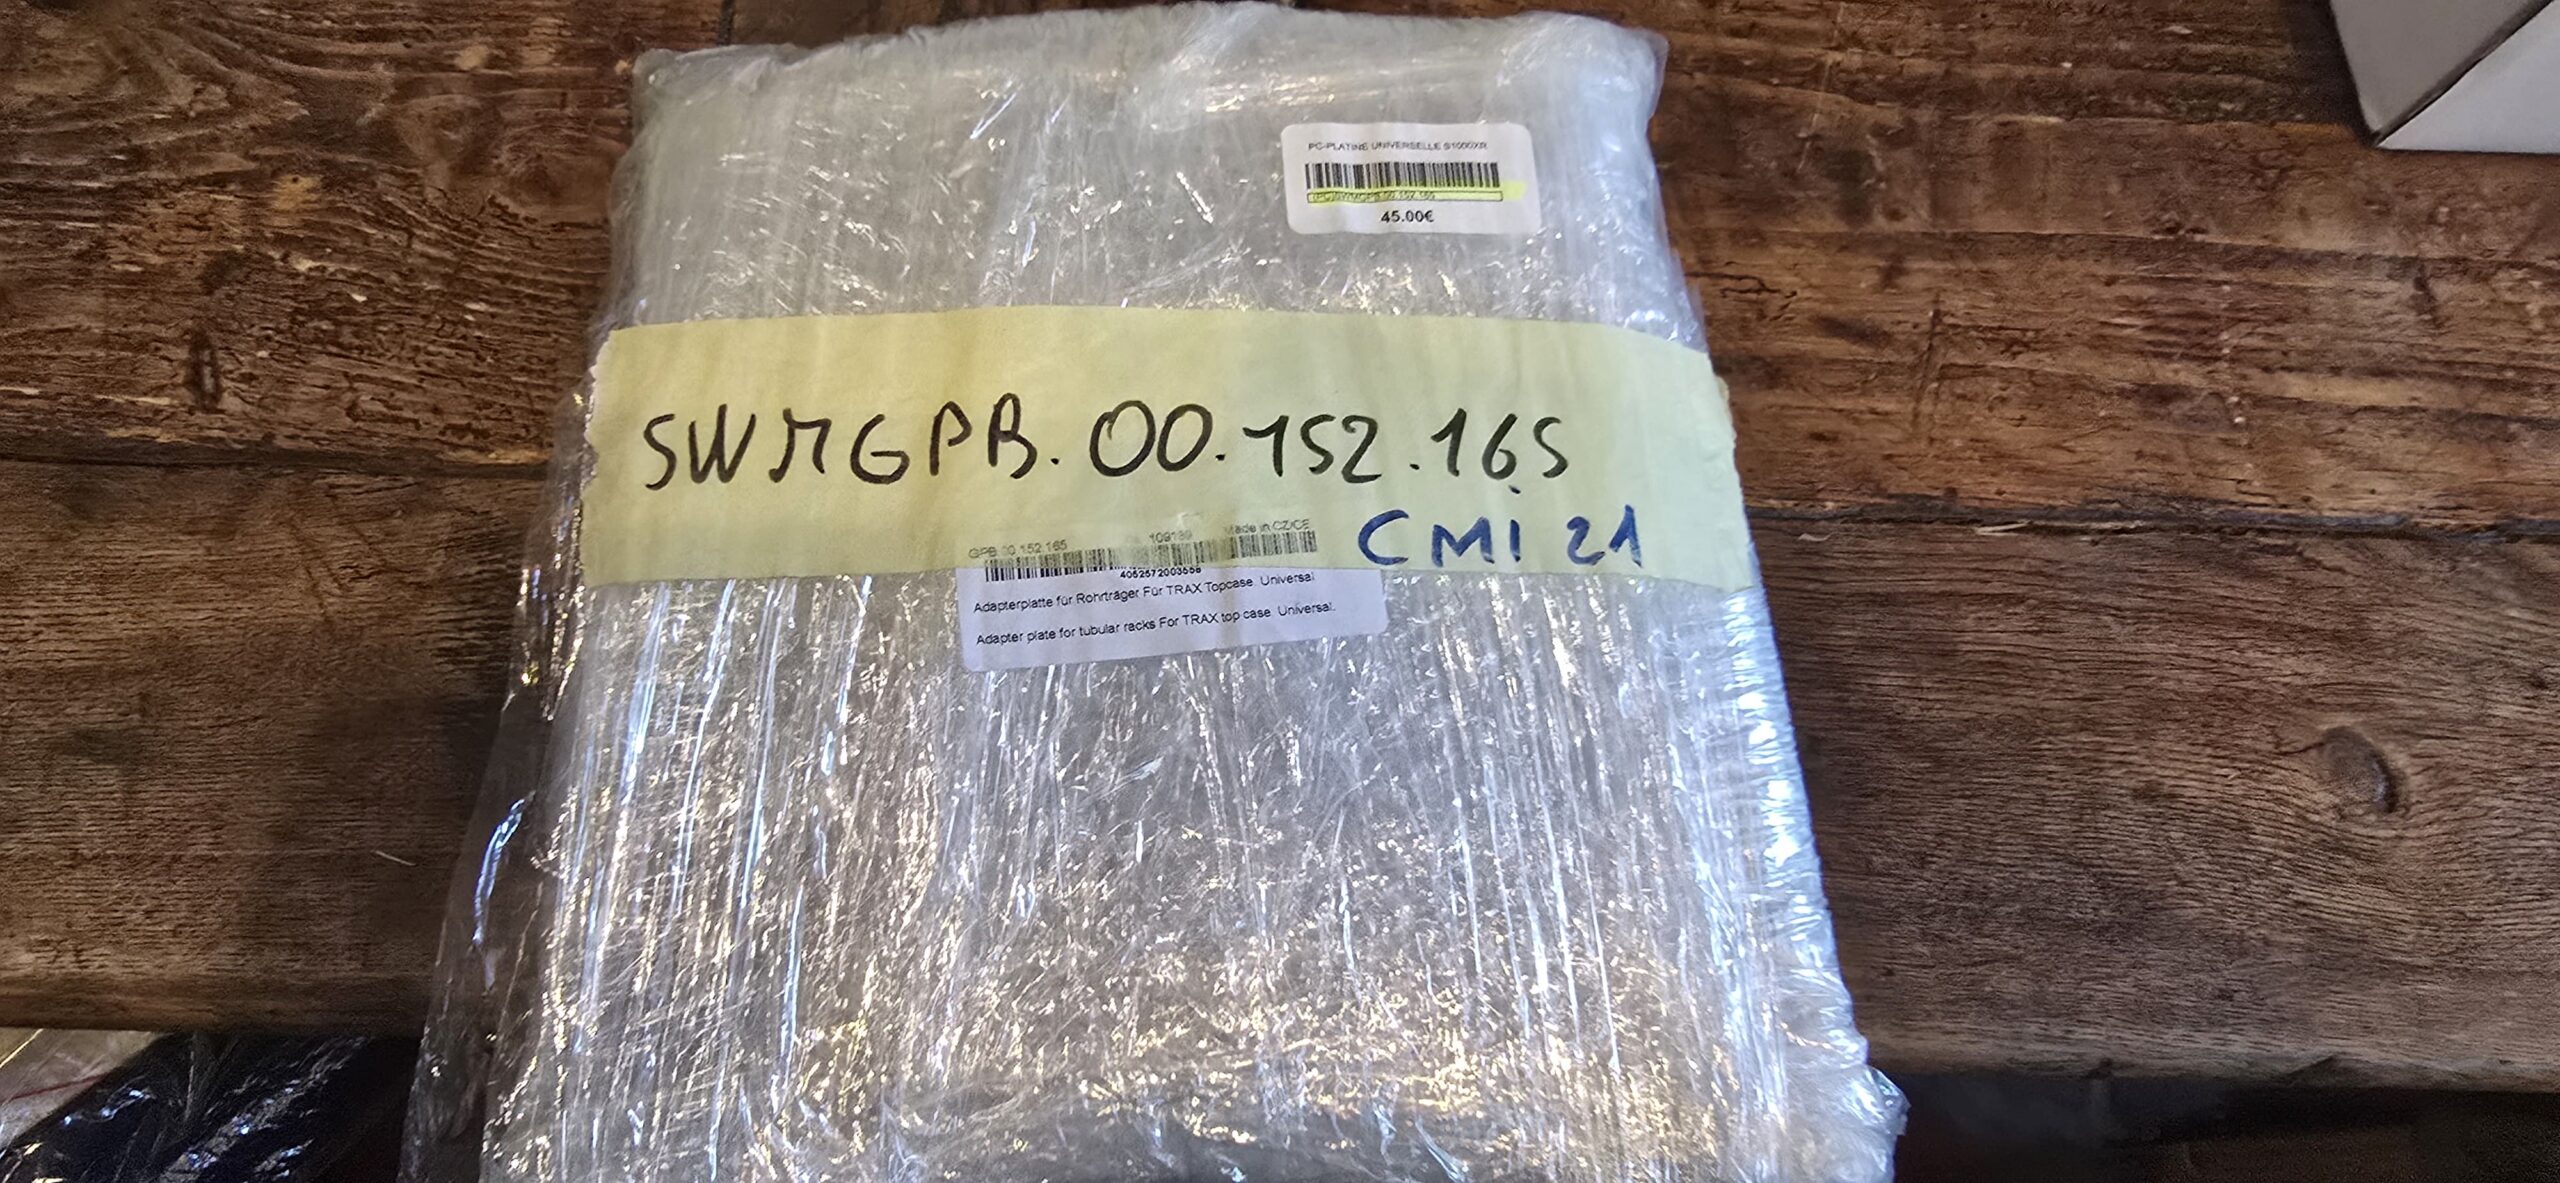 PC-PLATINE UNIVERSELLE S1000XR
45.00€
SWMGPB.00.152.165
CMI 21
GPB.00.152.165 Made in CZ/CE
Adapterplatte für Rohrträger Für TRAX Topcase. Universal
Adapter plate for tubular racks For TRAX top case. Universal.